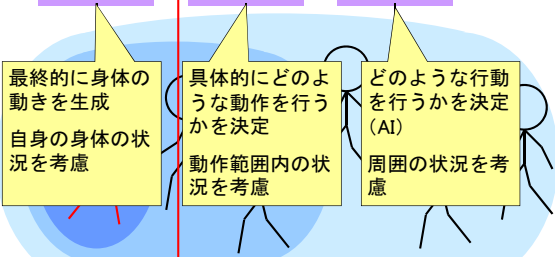 最終的に身体の
動きを生成
自身の身体の状
況を考慮
具体的にどのよ
うな動作を行う
かを決定
動作範囲内の状
況を考慮
どのような行動
を行うかを決定
（AI）
周囲の状況を考
慮